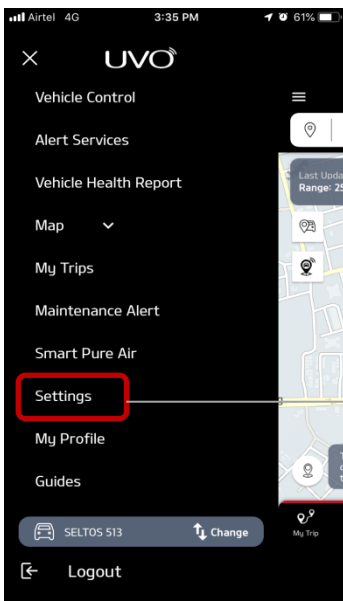 Airtel 4G 3:35 PM 61%
UVO
Vehicle Control
Alert Services
Vehicle Health Report
Map
My Trips
Maintenance Alert
Smart Pure Air
Settings
My Profile
Guides
SELTOS 513 Change
Logout
Last Upda
Range: 25
My Trip